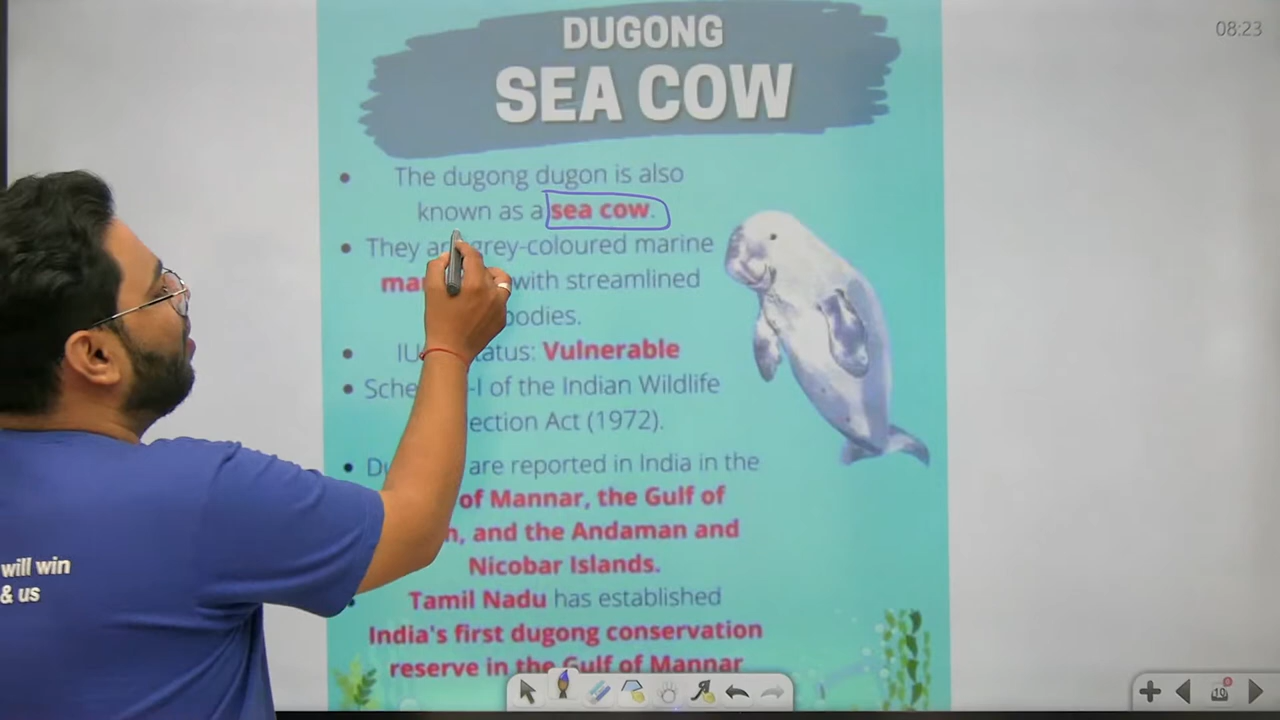 08:23
DUGONG
SEA COW
The dugong dugon is also
known as a sea cow.
They grey-coloured marine
with streamlined
status: Vulnerable
of the Indian Wildlife
Act (1972).
are reported in India in the
of Mannar, the Gulf of
and the Andaman and
Nicobar Islands.
Tamil Nadu has established
India's first dugong conservation
reserve in the Gulf of Mannar
will win
& us
19